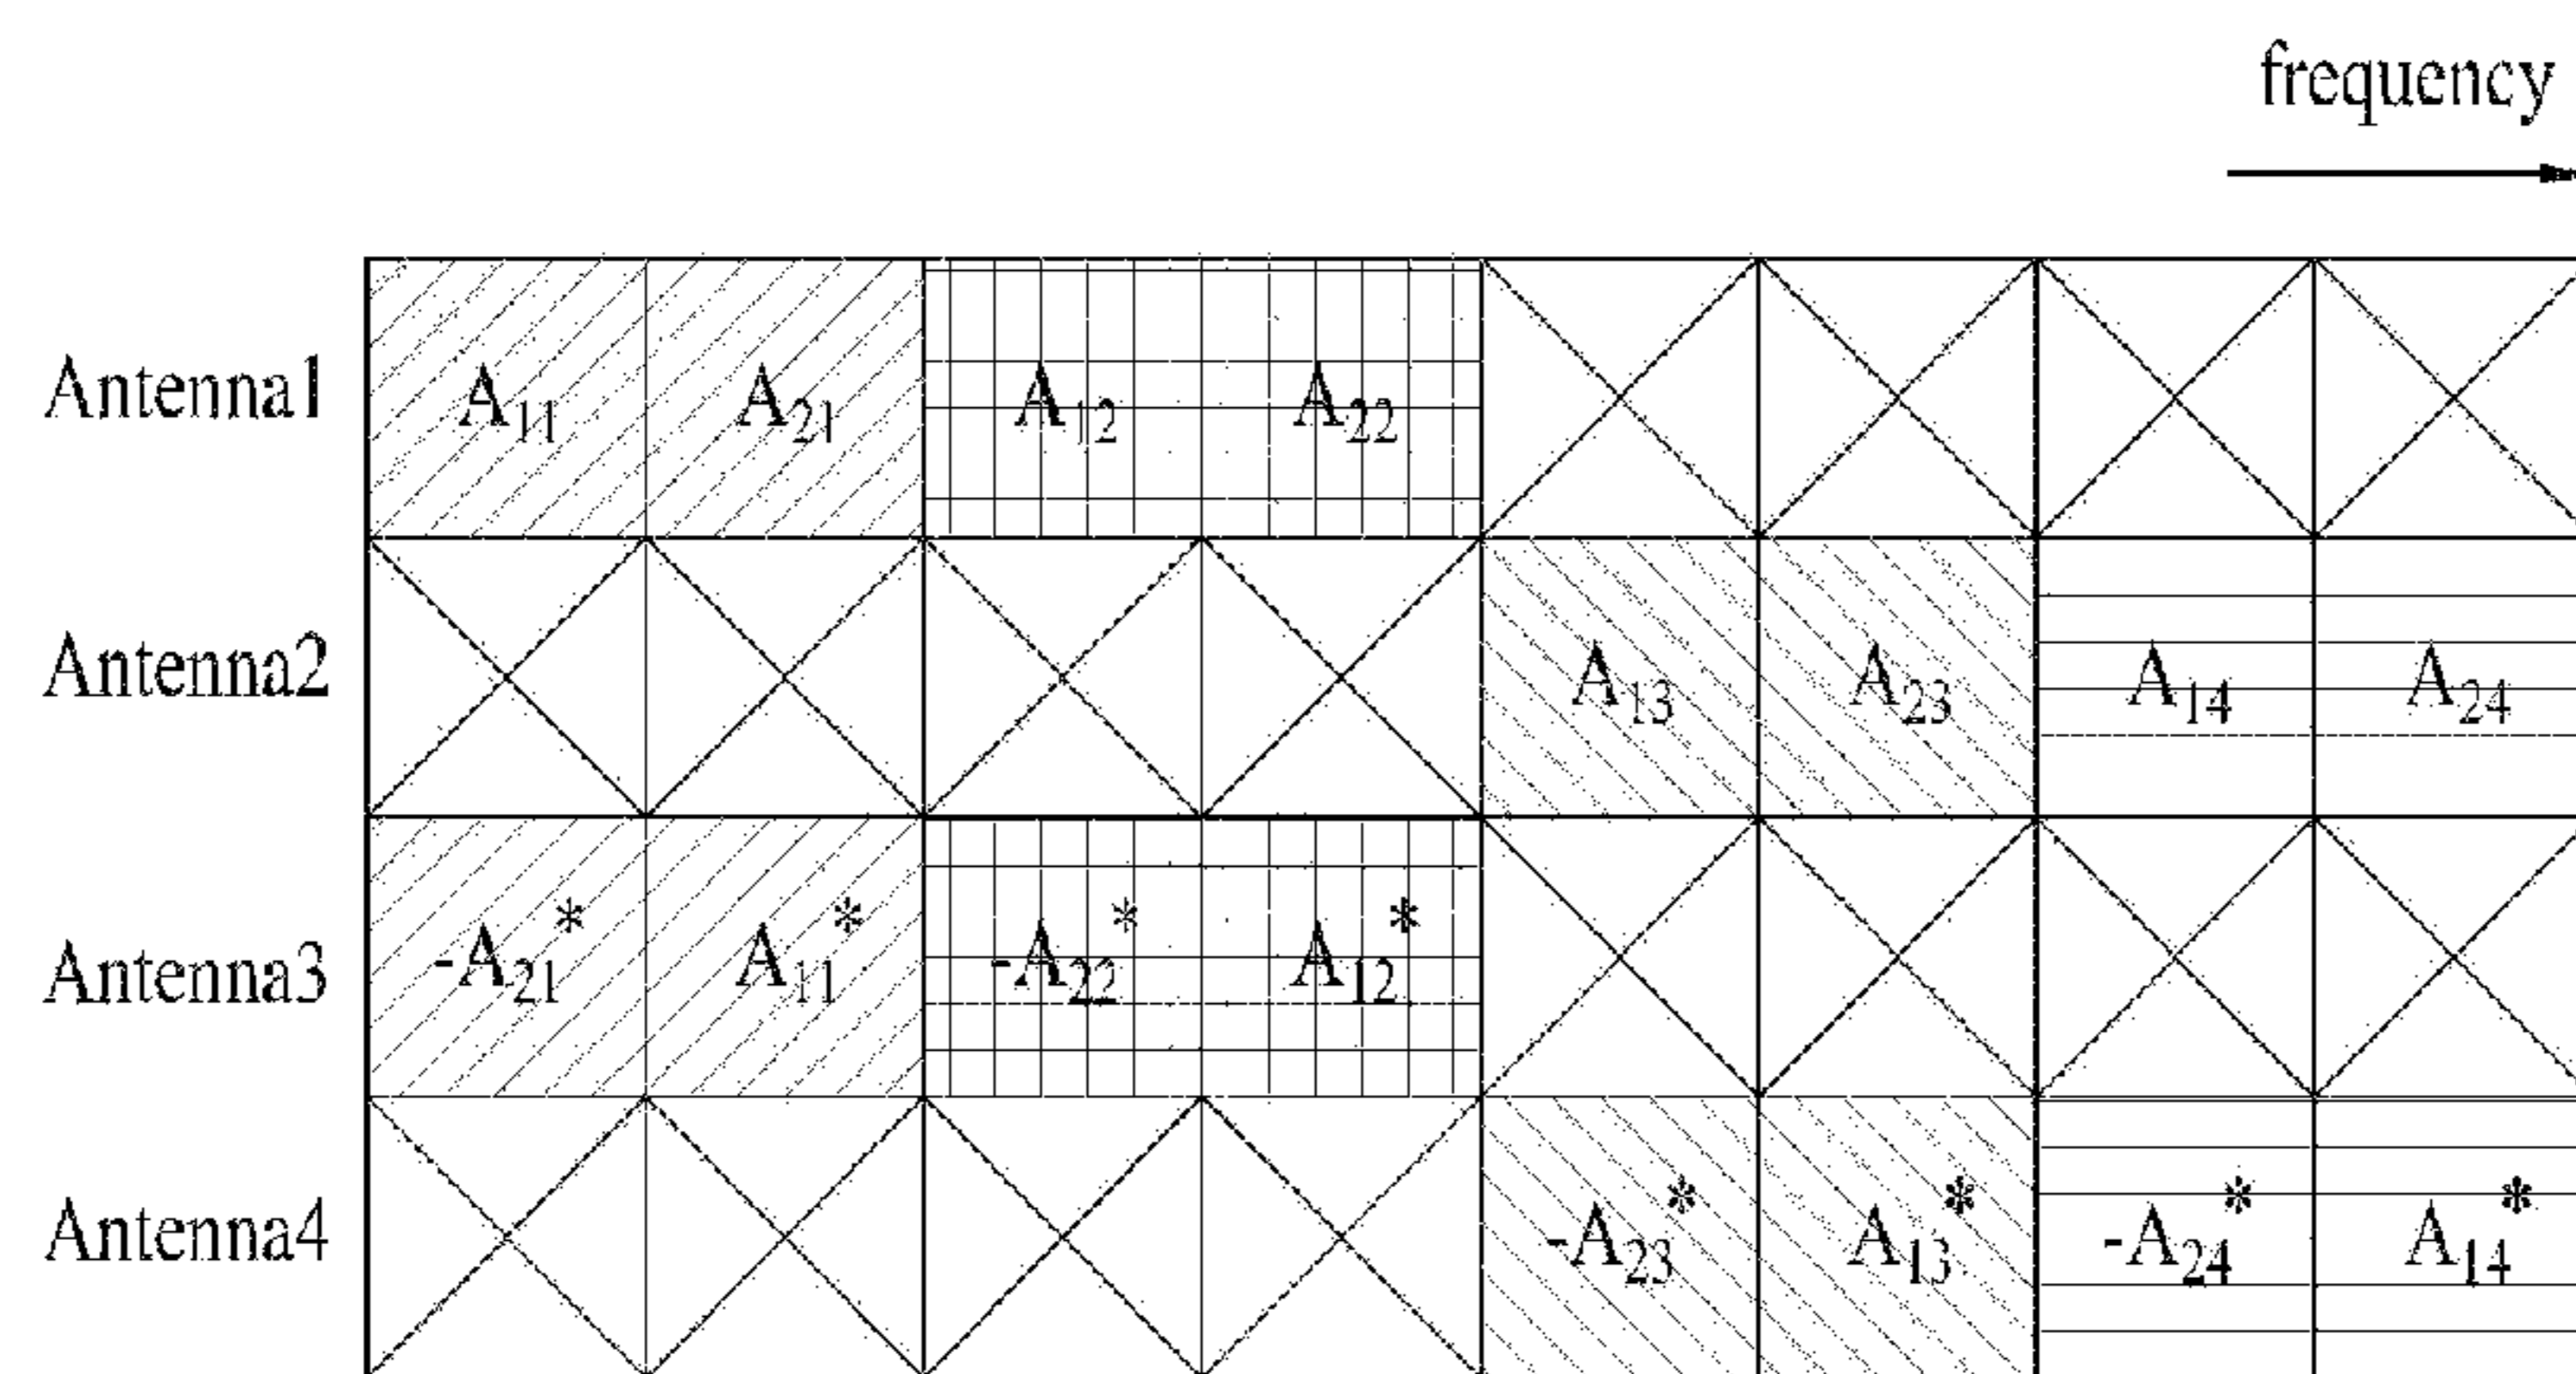 frequency
Antenna1 A11 A21 A12 A22
Antenna2 A13 A23 A14 A24
Antenna3 -A21* A11* -A22* A12*
Antenna4 -A23* A13* -A24* A14*